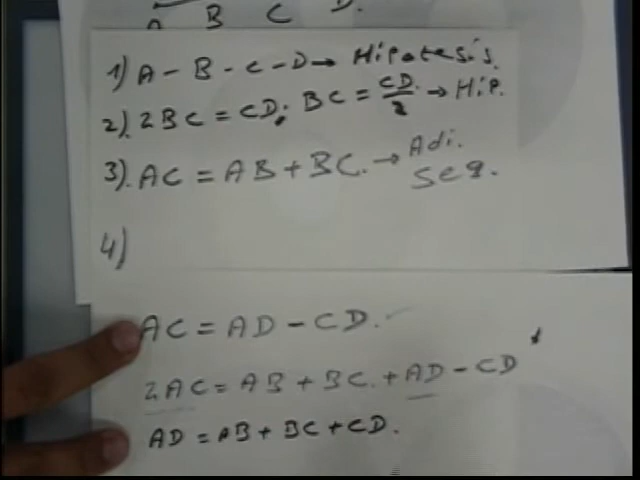 A B C D.
1) A - B - C - D → Hipotesis.
2). 2BC = CD; BC = CD/2 → Hip.
3). AC = AB + BC. → Adi. Seg.
4)
AC = AD - CD.
2AC = AB + BC. + AD - CD
AD = AB + BC + CD.